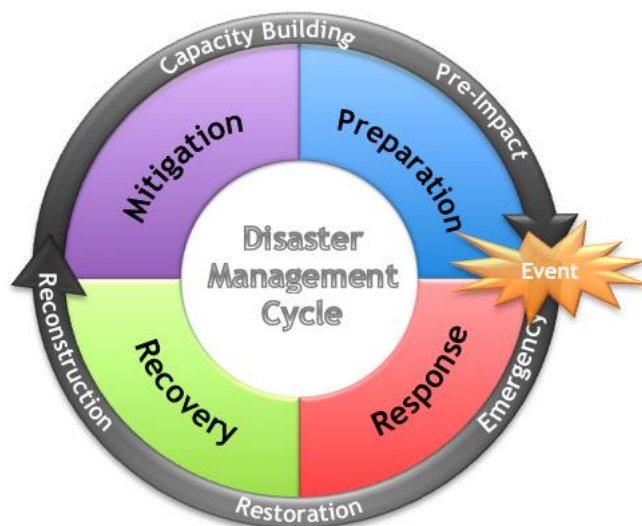 Capacity Building
Pre-Impact
Mitigation
Preparation
Disaster
Management
Cycle
Event
Reconstruction
Recovery
Response
Emergency
Restoration